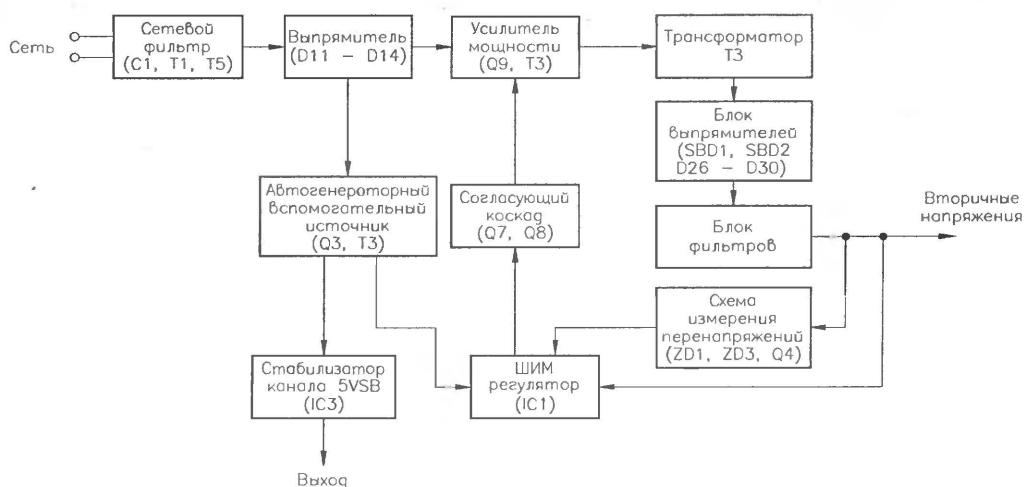 Сеть
Сетевой
фильтр
(C1, T1, T5)
Выпрямитель
(D11 – D14)
Усилитель
мощности
(Q9, T3)
Трансформатор
T3
Блок
выпрямителей
(SBD1, SBD2
D26 – D30)
Автогенероторный
вспомогательный
источник
(Q3, T3)
Согласующий
коскад
(Q7, Q8)
Блок
фильтров
Вторичные
напряжения
Схема
измерения
перенапряжений
(ZD1, ZD3, Q4)
Стабилизатор
канала 5VSB
(IC3)
ШИМ
регулятор
(IC1)
Выход